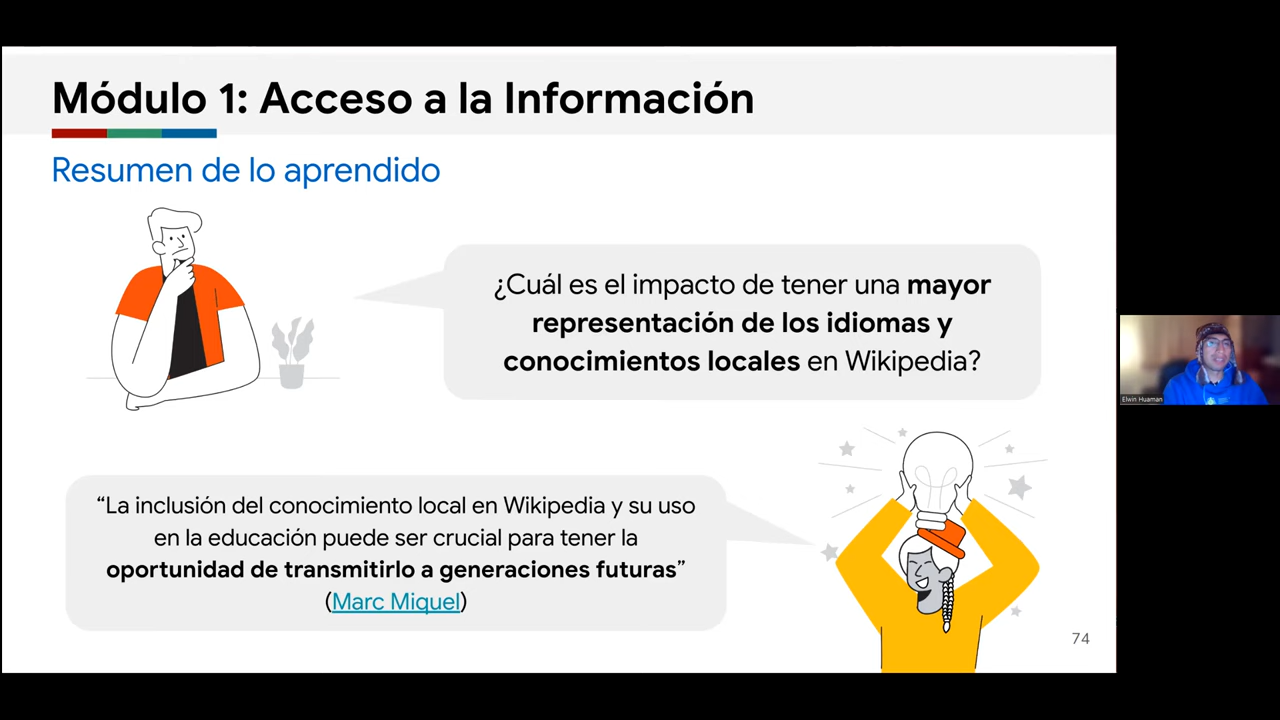 Módulo 1: Acceso a la Información
Resumen de lo aprendido
¿Cuál es el impacto de tener una mayor
representación de los idiomas y
conocimientos locales en Wikipedia?
“La inclusión del conocimiento local en Wikipedia y su uso
en la educación puede ser crucial para tener la
oportunidad de transmitirlo a generaciones futuras”
(Marc Miquel)
74
Elwin Huaman